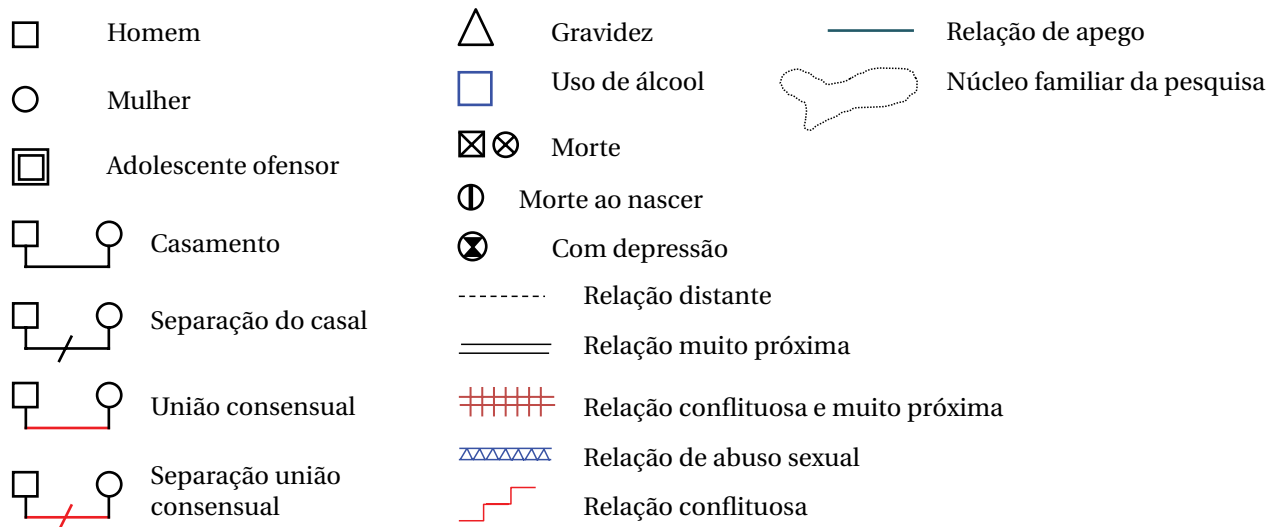 Homem
Mulher
Adolescente ofensor
Casamento
Separação do casal
União consensual
Separação união
consensual
Gravidez
Uso de álcool
Morte
Morte ao nascer
Com depressão
Relação distante
Relação muito próxima
Relação conflituosa e muito próxima
Relação de abuso sexual
Relação conflituosa
Relação de apego
Núcleo familiar da pesquisa